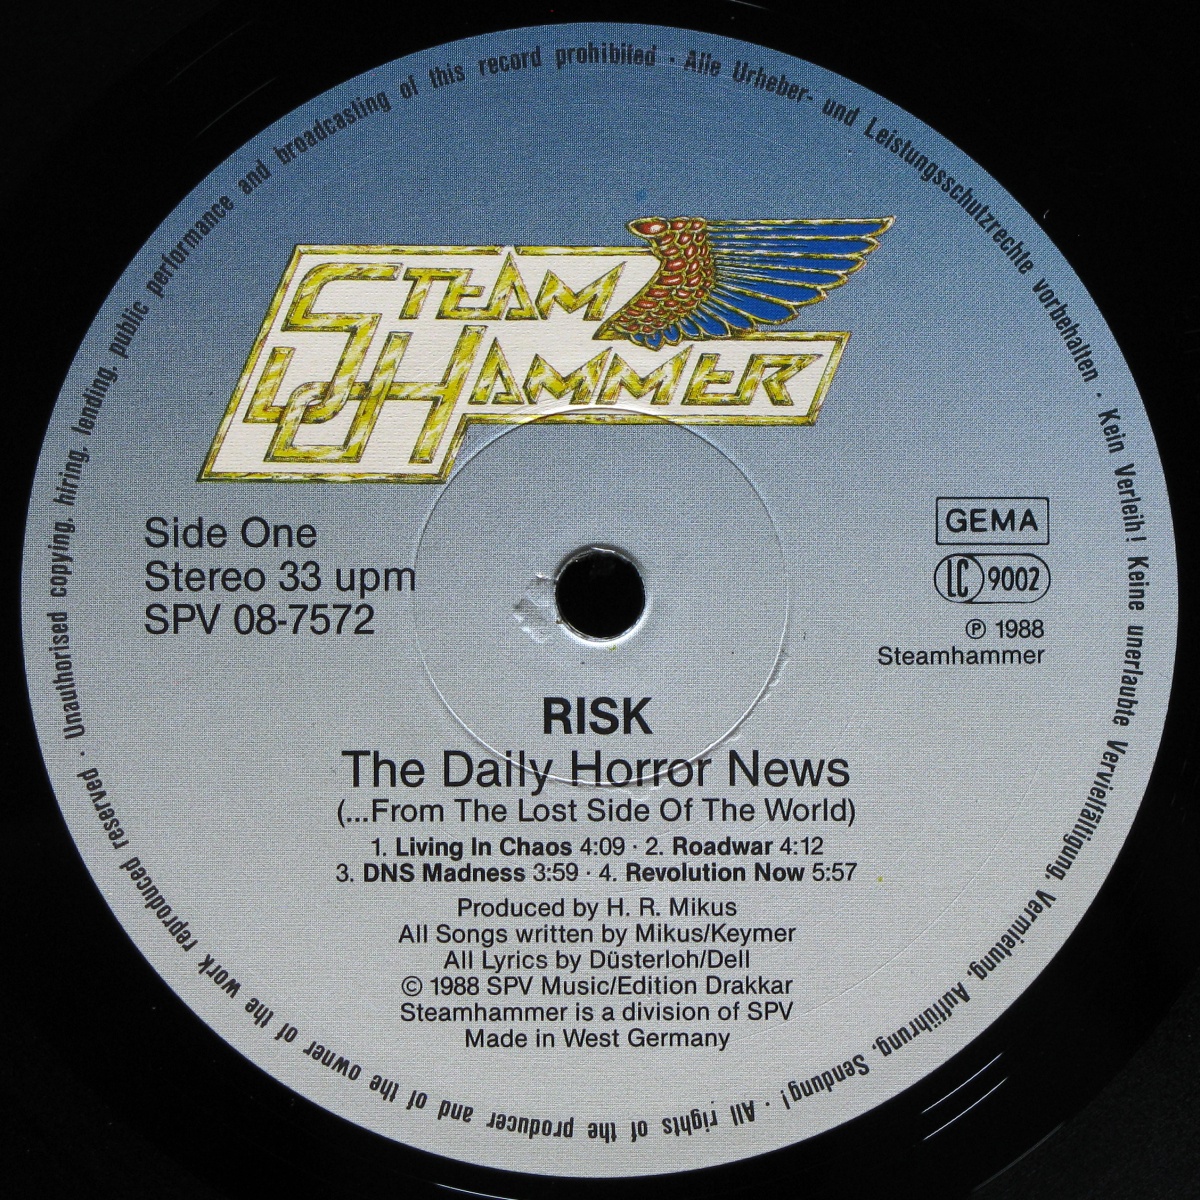 STEAM
HAMMER
Side One
Stereo 33 upm
SPV 08-7572
GEMA
LC 9002
℗ 1988
Steamhammer
RISK
The Daily Horror News
(...From The Lost Side Of The World)
1. Living In Chaos 4:09 · 2. Roadwar 4:12
3. DNS Madness 3:59 · 4. Revolution Now 5:57
Produced by H. R. Mikus
All Songs written by Mikus/Keymer
All Lyrics by Düsterloh/Dell
© 1988 SPV Music/Edition Drakkar
Steamhammer is a division of SPV
Made in West Germany
Alle Urheber- und Leistungsschutzrechte vorbehalten · Kein Verleih! Keine unerlaubte Vervielfältigung, Vermietung, Aufführung, Sendung! · All rights of the producer and of the owner of the work reproduced reserved · Unauthorised copying, hiring, lending, public performance and broadcasting of this record prohibited ·